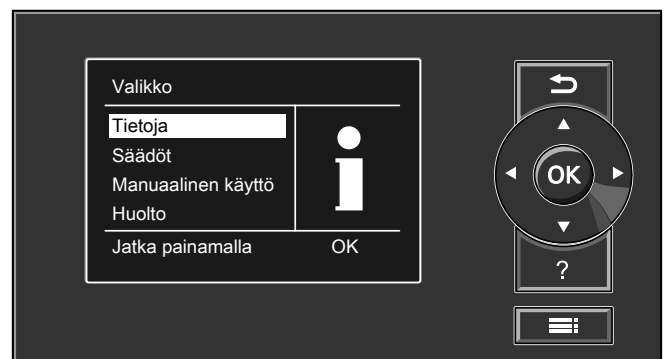 Valikko
Tietoja
Säädöt
Manuaalinen käyttö
Huolto
Jatka painamalla OK
OK
?